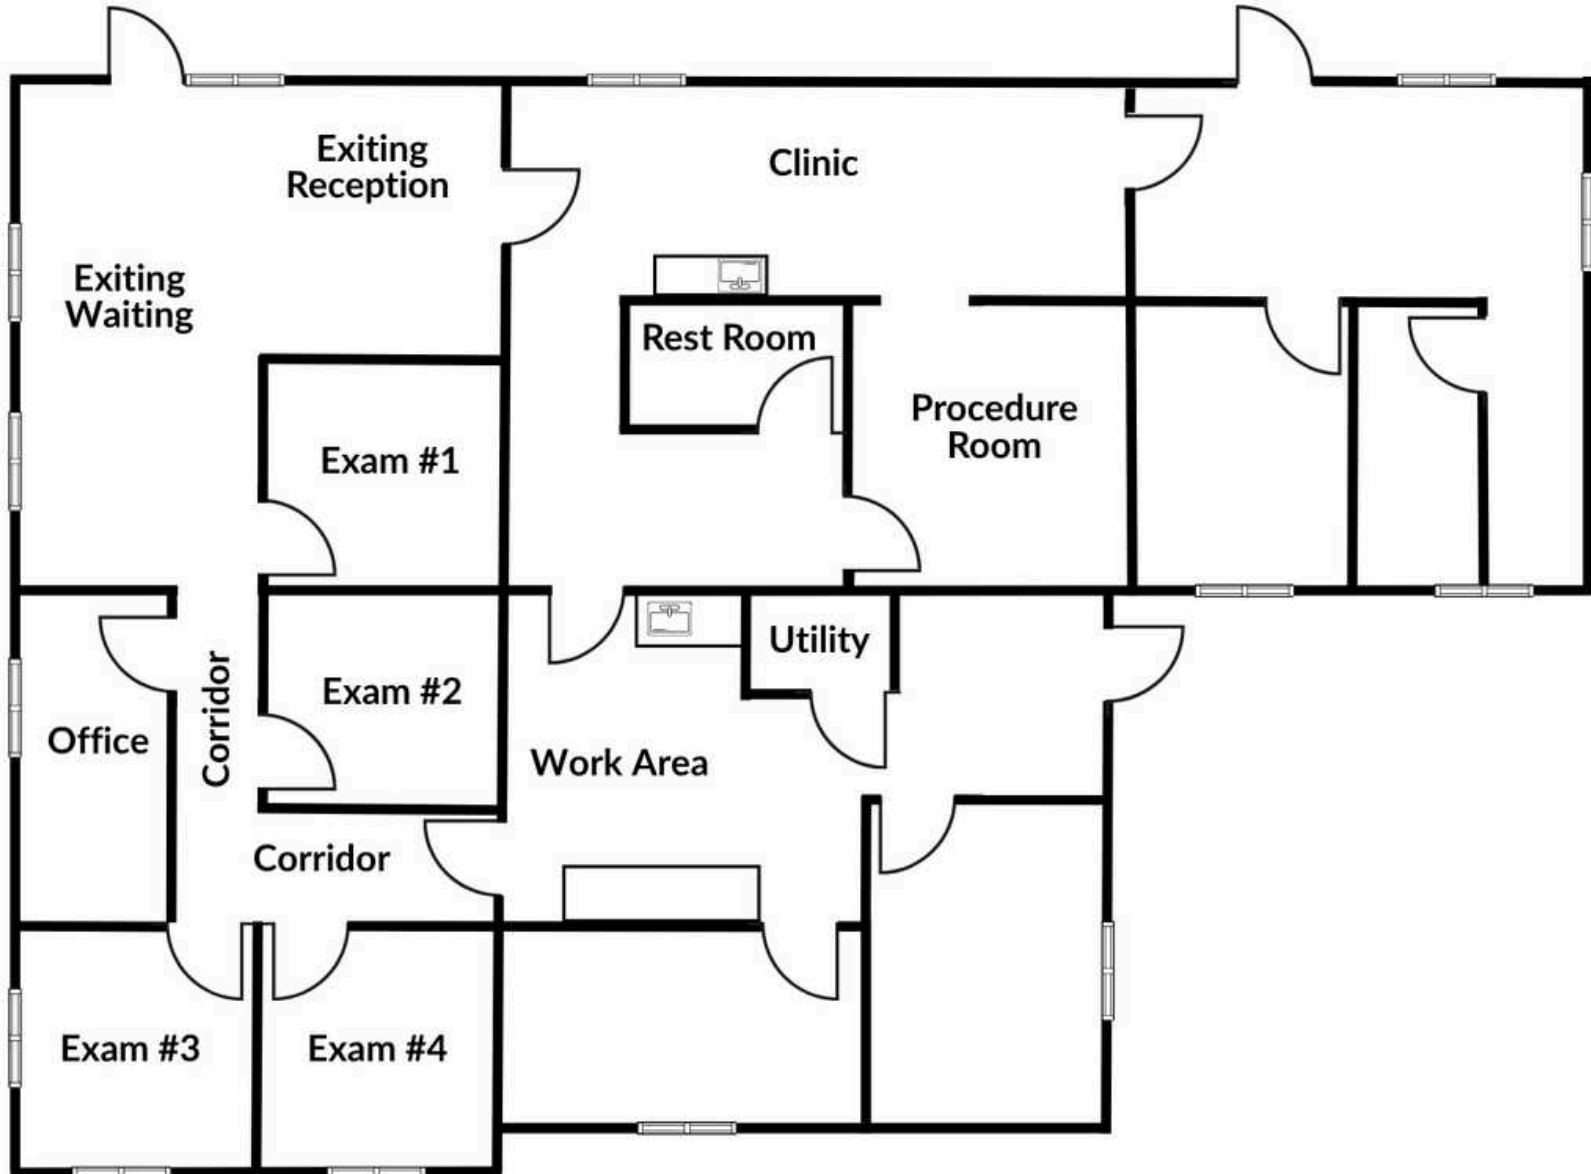 Exiting
Reception
Clinic
Exiting
Waiting
Rest Room
Procedure
Room
Exam #1
Utility
Exam #2
Corridor
Office
Work Area
Corridor
Exam #3
Exam #4